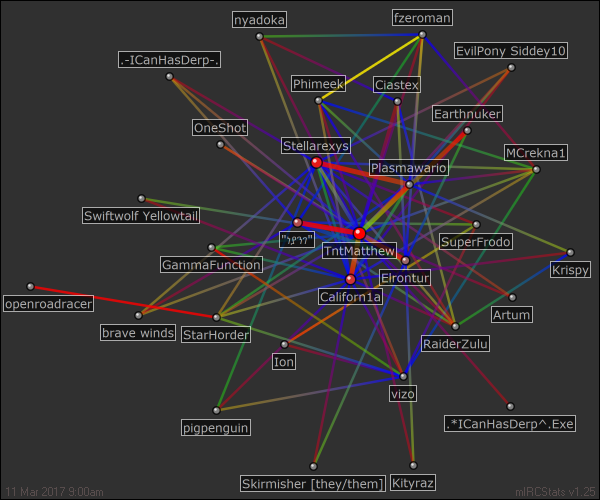 nyadoka
fzeroman
.-ICanHasDerp-.
EvilPony Siddey10
Phimeek
Ciastex
OneShot
Earthnuker
Stellarexys
MCrekna1
Plasmawario
Swiftwolf Yellowtail
SuperFrodo
TntMatthew
GammaFunction
Elrontur
Krispy
Californ1a
openroadracer
brave winds
StarHorder
Artum
RaiderZulu
Ion
vizo
pigpenguin
.*ICanHasDerp^.Exe
Skirmisher [they/them]
Kityraz
11 Mar 2017 9:00am
mIRCStats v1.25